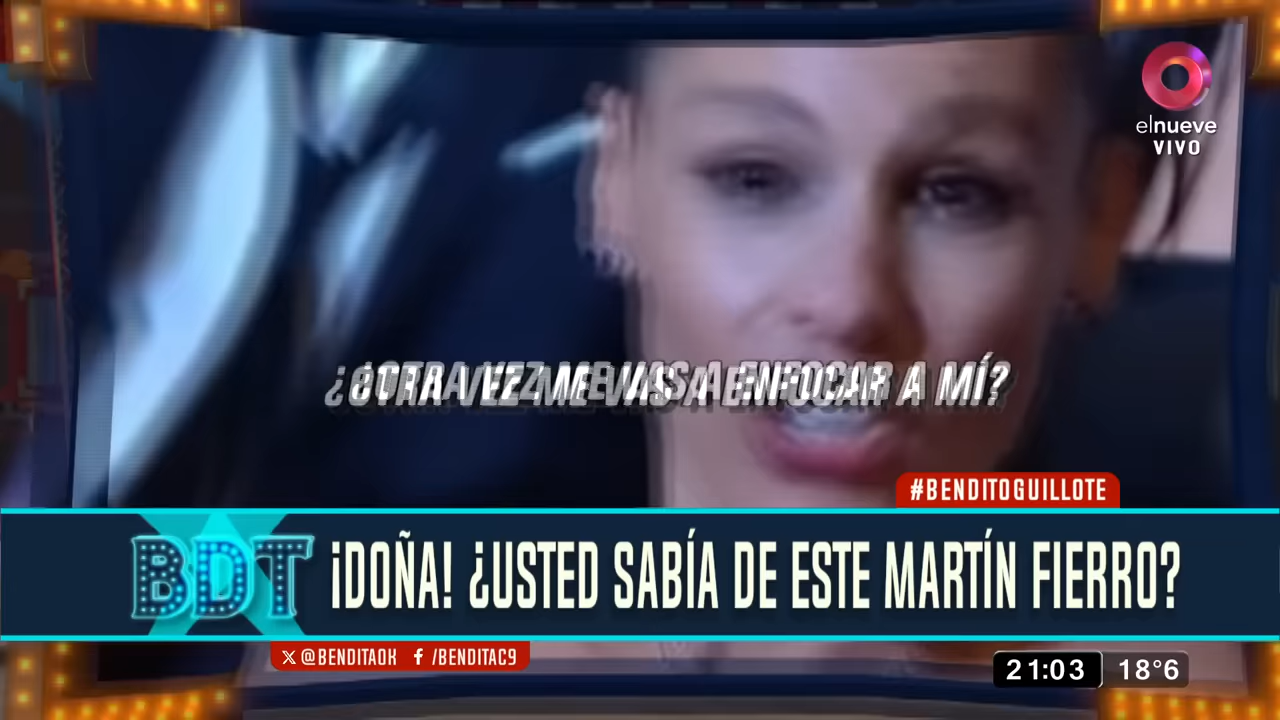 elnueve
VIVO
¿OTRA VEZ ME VAS A ENFOCAR A MÍ?
#BENDITOGUILLOTE
BDT
¡DOÑA! ¿USTED SABÍA DE ESTE MARTÍN FIERRO?
X @BENDITAOK f /BENDITAC9
21:03 18°6